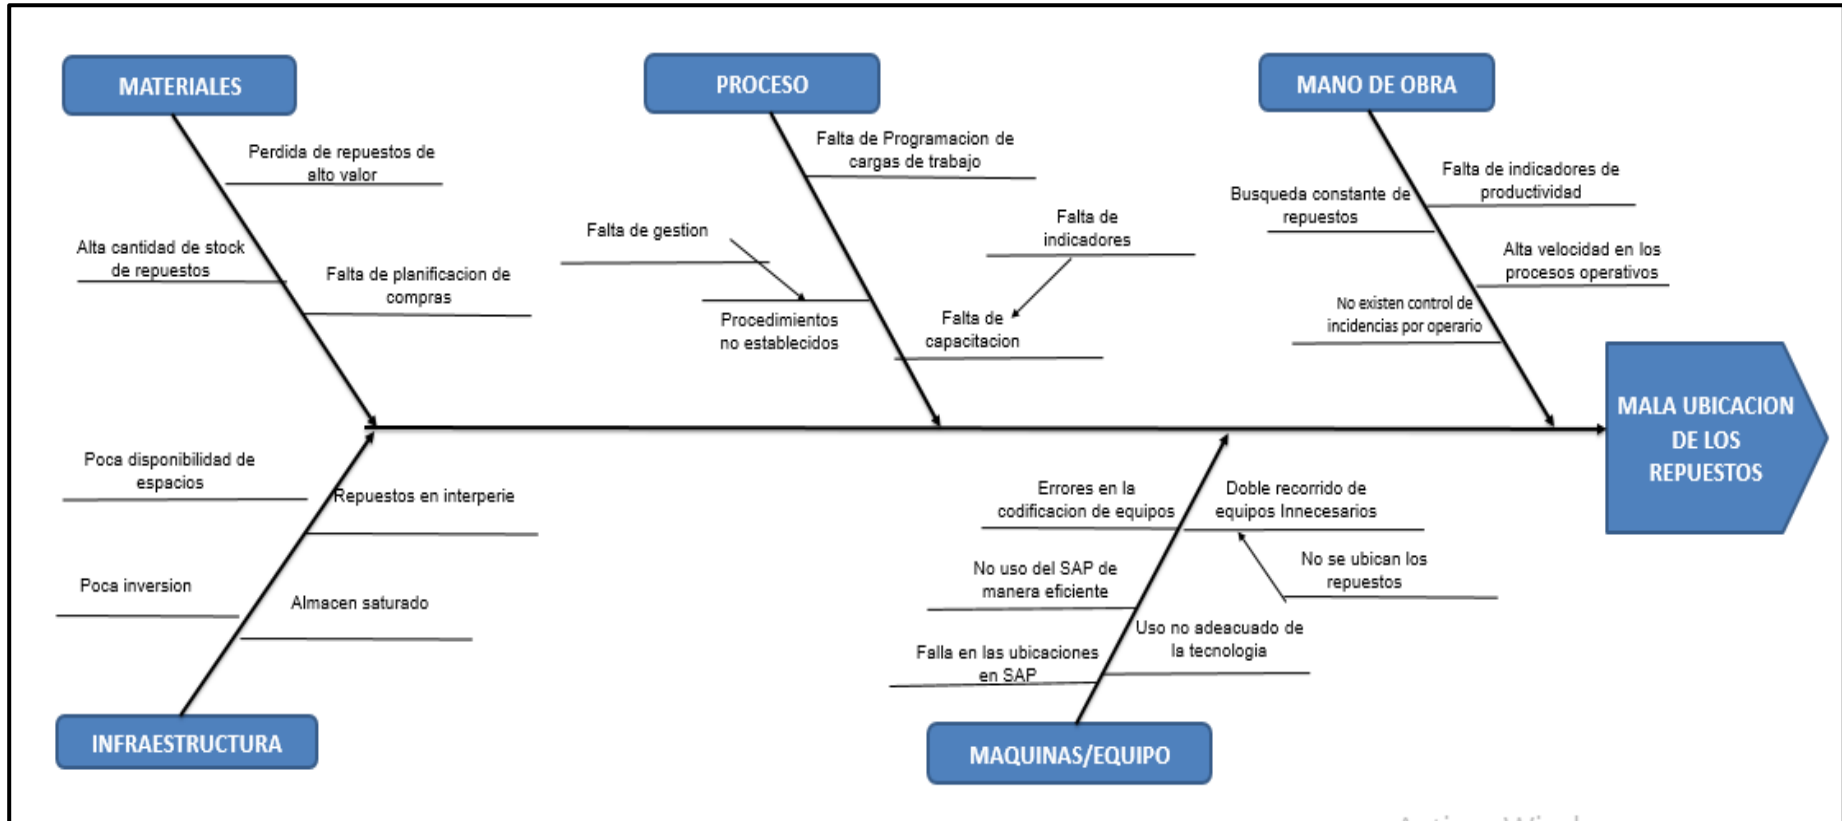 MATERIALES
PROCESO
MANO DE OBRA
Perdida de repuestos de
alto valor
Alta cantidad de stock
de repuestos
Falta de planificacion de
compras
Falta de Programacion de
cargas de trabajo
Falta de gestion
Falta de
indicadores
Procedimientos
no establecidos
Falta de
capacitacion
Falta de indicadores de
productividad
Busqueda constante de
repuestos
Alta velocidad en los
procesos operativos
No existen control de
incidencias por operario
MALA UBICACION
DE LOS
REPUESTOS
Poca disponibilidad de
espacios
Repuestos en interperie
Poca inversion
Almacen saturado
Errores en la
codificacion de equipos
Doble recorrido de
equipos Innecesarios
No se ubican los
repuestos
No uso del SAP de
manera eficiente
Uso no adeacuado de
la tecnologia
Falla en las ubicaciones
en SAP
INFRAESTRUCTURA
MAQUINAS/EQUIPO